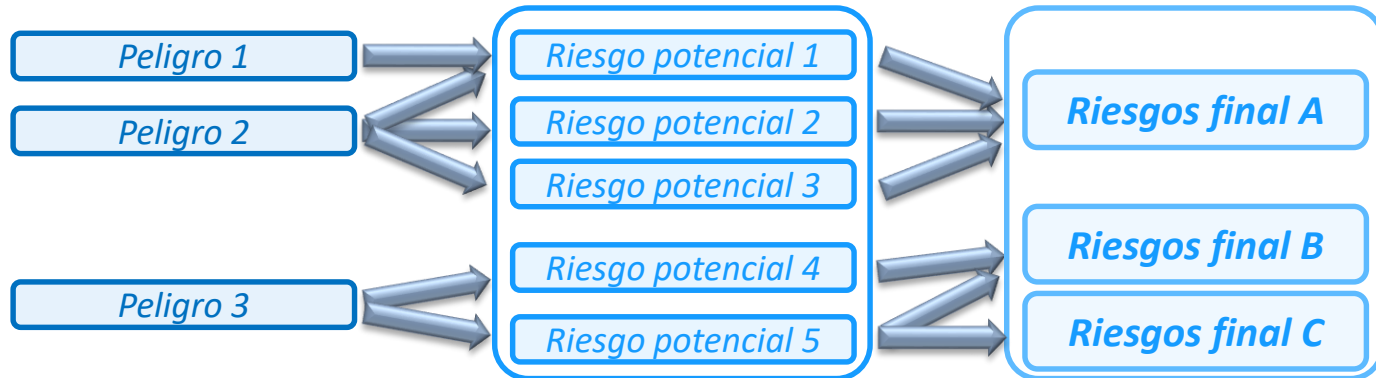 Peligro 1
Peligro 2
Peligro 3
Riesgo potencial 1
Riesgo potencial 2
Riesgo potencial 3
Riesgo potencial 4
Riesgo potencial 5
Riesgos final A
Riesgos final B
Riesgos final C